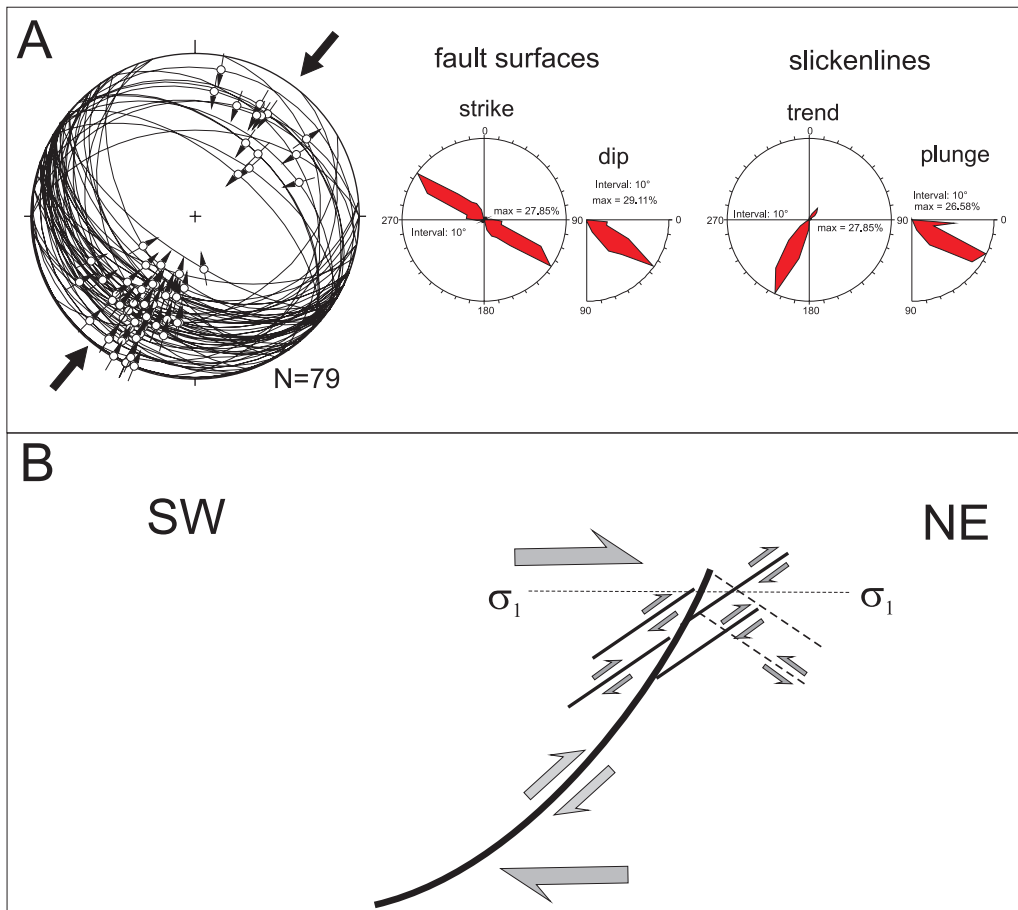 A
N=79
fault surfaces
strike
0
270
90
180
max = 27.85%
Interval: 10°
dip
Interval: 10°
max = 29.11%
0
90
slickenlines
trend
0
270
180
Interval: 10°
max = 27.85%
plunge
Interval: 10°
max = 26.58%
90
0
90
B
SW
NE
σ1
σ1